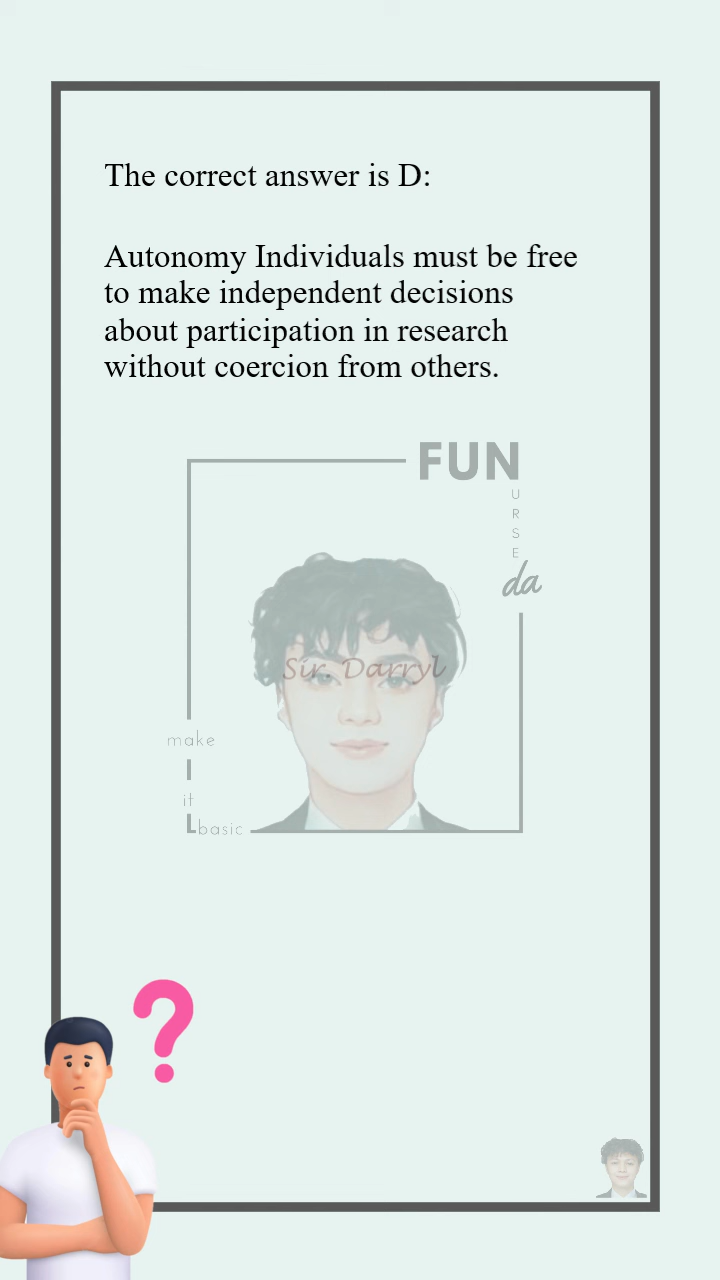 The correct answer is D:
Autonomy Individuals must be free
to make independent decisions
about participation in research
without coercion from others.
FUN
U
R
S
E
da
Sir. Darryl
make
it
basic
?